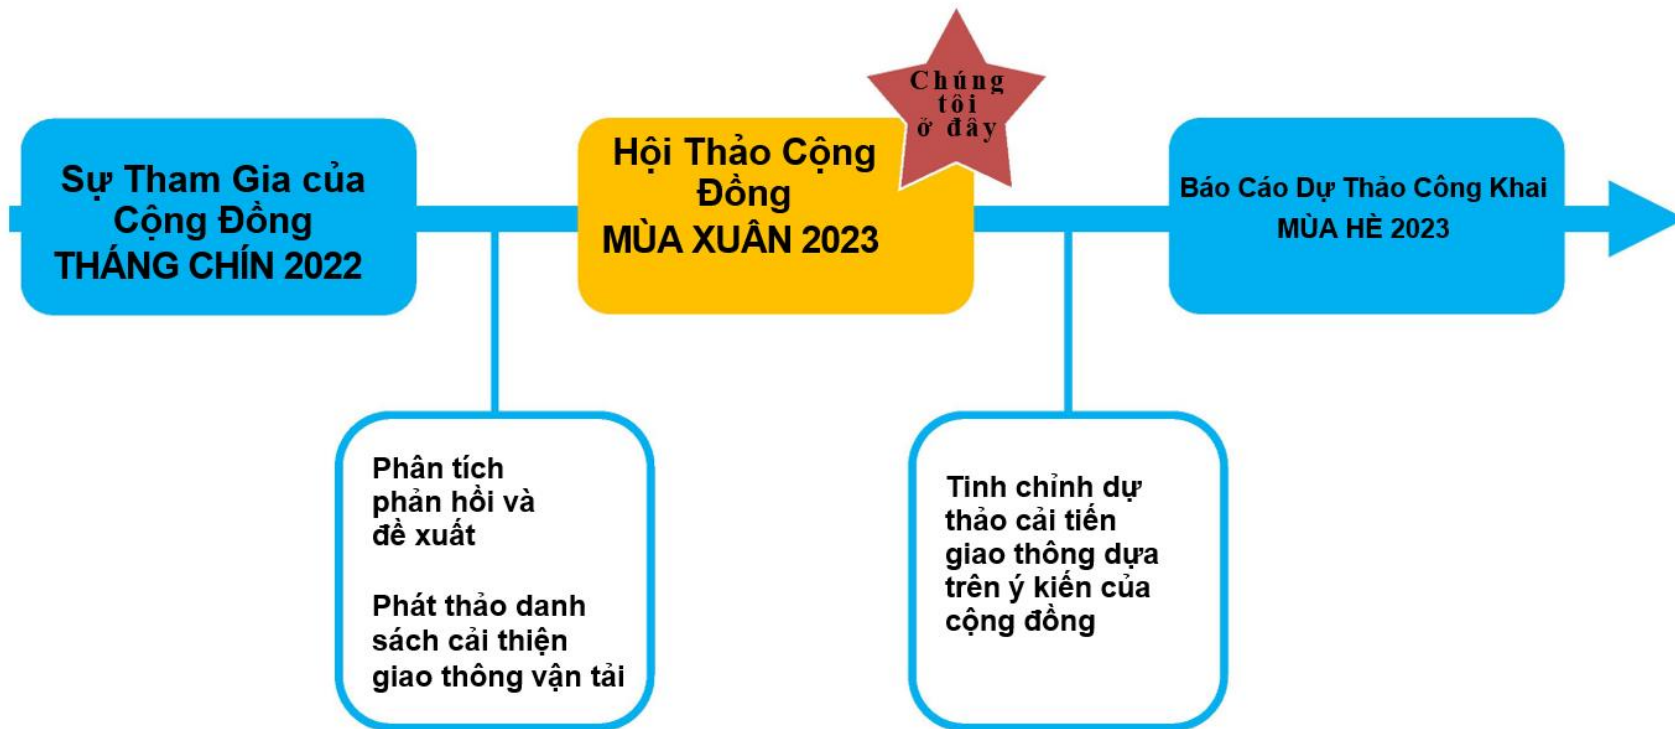 Chúng
tôi
ở đây
Sự Tham Gia của
Cộng Đồng
THÁNG CHÍN 2022
Hội Thảo Cộng
Đồng
MÙA XUÂN 2023
Báo Cáo Dự Thảo Công Khai
MÙA HÈ 2023
Phân tích
phản hồi và
đề xuất
Phát thảo danh
sách cải thiện
giao thông vận tải
Tinh chỉnh dự
thảo cải tiến
giao thông dựa
trên ý kiến của
cộng đồng